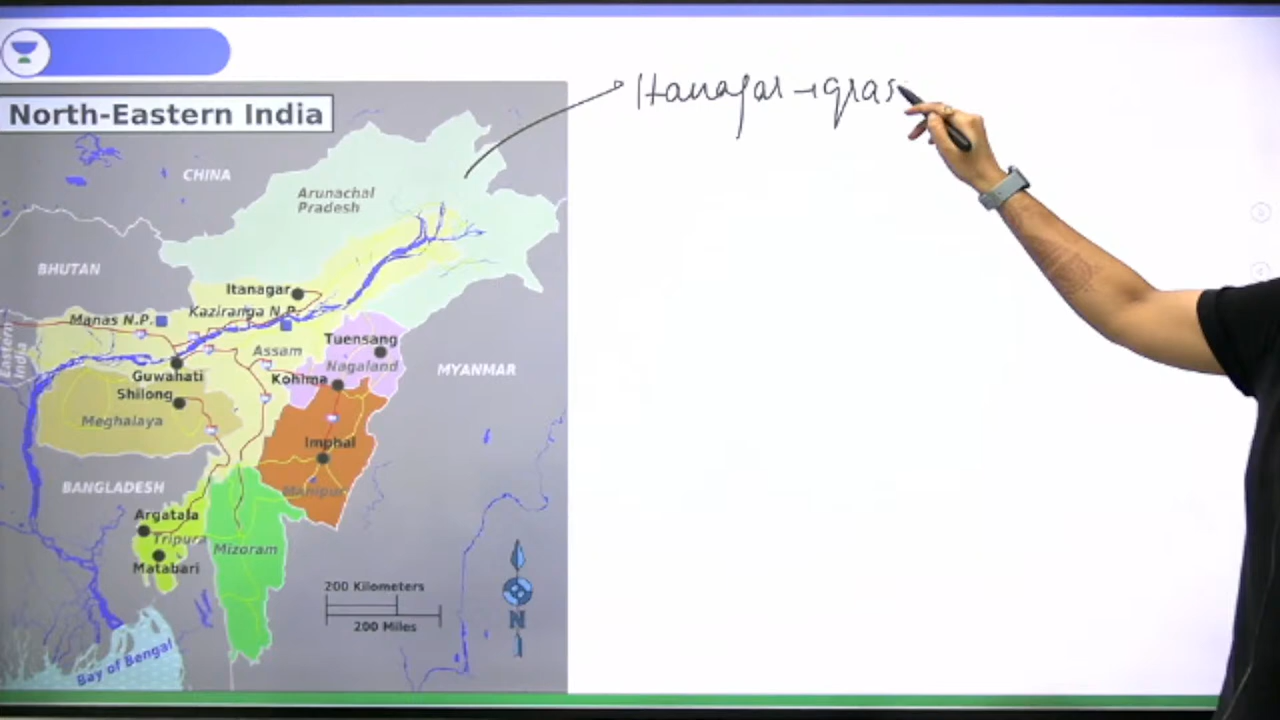 North-Eastern India
Itanagar → gras
CHINA
Arunachal
Pradesh
BHUTAN
Itanagar
Kaziranga N.P.
Manas N.P.
Eastern
India
Assam
Tuensang
Nagaland
MYANMAR
Guwahati
Kohima
Shilong
Meghalaya
Imphal
BANGLADESH
Manipur
Argatala
Tripura
Mizoram
Matabari
200 Kilometers
200 Miles
N
Bay of Bengal